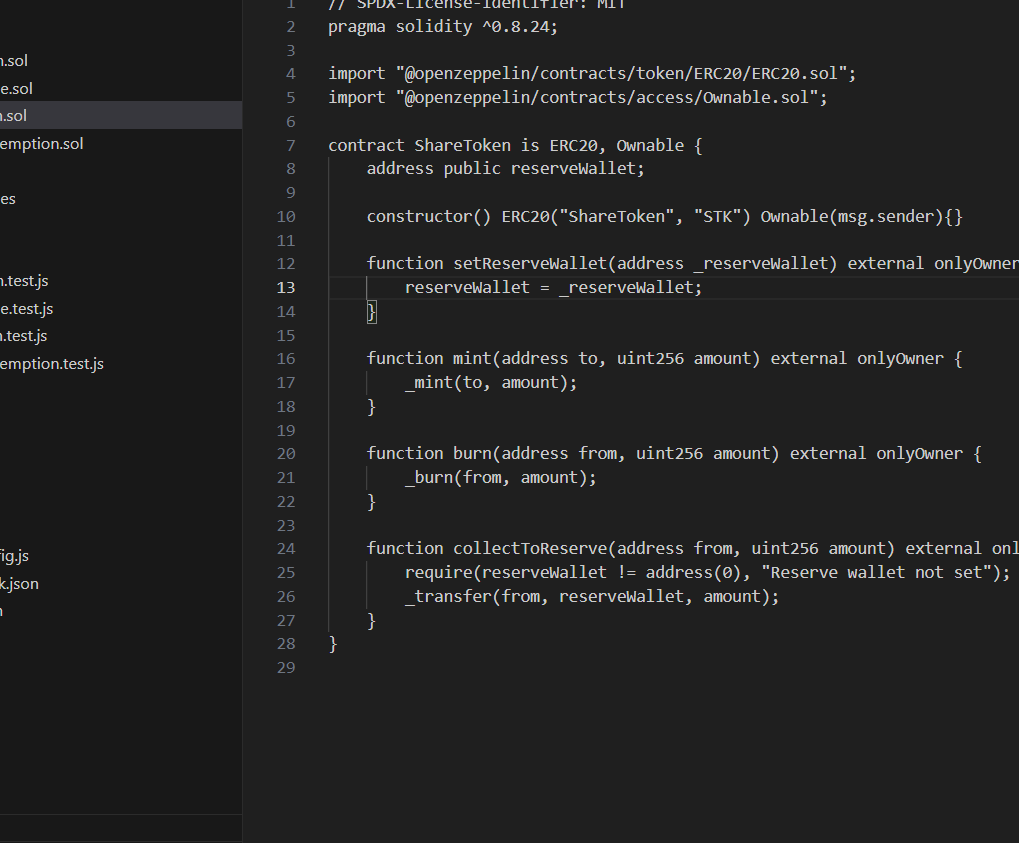 n.sol
e.sol
n.sol
emption.sol
es
n.test.js
e.test.js
n.test.js
emption.test.js
fig.js
k.json
n
1 // SPDX-License-Identifier: MIT
2 pragma solidity ^0.8.24;
3
4 import "@openzeppelin/contracts/token/ERC20/ERC20.sol";
5 import "@openzeppelin/contracts/access/Ownable.sol";
6
7 contract ShareToken is ERC20, Ownable {
8 address public reserveWallet;
9
10 constructor() ERC20("ShareToken", "STK") Ownable(msg.sender){}
11
12 function setReserveWallet(address _reserveWallet) external onlyOwner
13 reserveWallet = _reserveWallet;
14 }
15
16 function mint(address to, uint256 amount) external onlyOwner {
17 _mint(to, amount);
18 }
19
20 function burn(address from, uint256 amount) external onlyOwner {
21 _burn(from, amount);
22 }
23
24 function collectToReserve(address from, uint256 amount) external onl
25 require(reserveWallet != address(0), "Reserve wallet not set");
26 _transfer(from, reserveWallet, amount);
27 }
28 }
29